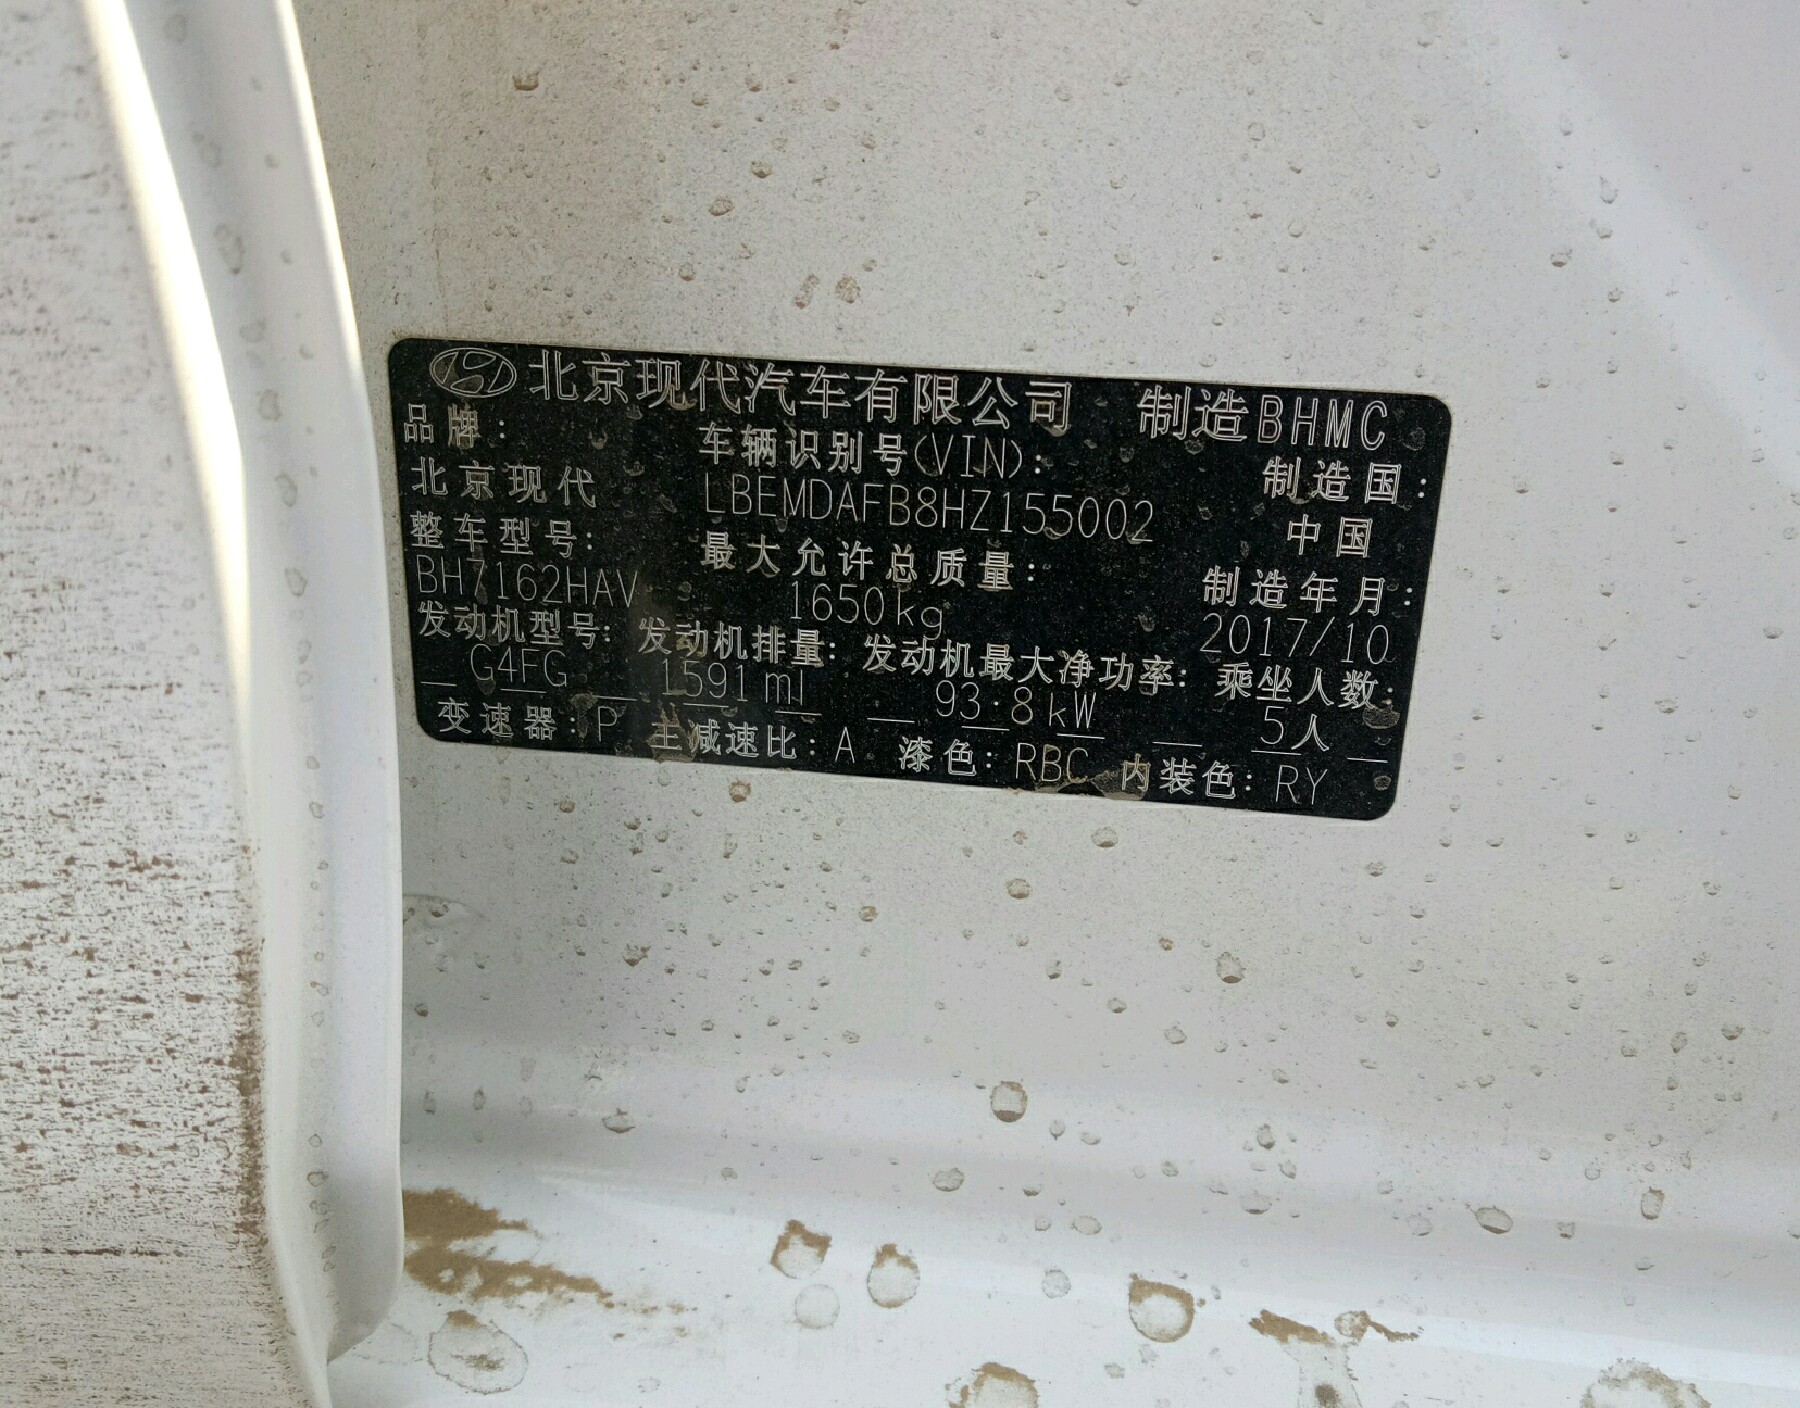 北京现代汽车有限公司 制造BHMC
品牌: 车辆识别号(VIN): 制造国:
北京现代 LBEMDAFB8HZ155002 中国
整车型号: 最大允许总质量: 制造年月:
BH7162HAV 1650kg 2017/10
发动机型号: 发动机排量: 发动机最大净功率: 乘坐人数:
G4FG 1591ml 93.8kW 5人
变速器:P 主减速比:A 漆色:RBC 内装色:RY